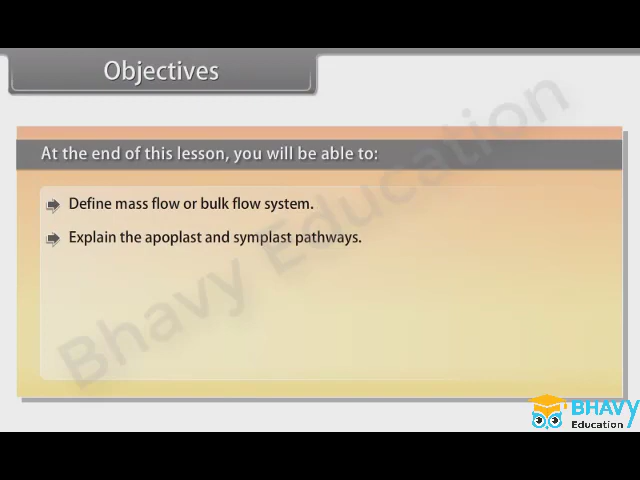 Objectives
At the end of this lesson, you will be able to:
Define mass flow or bulk flow system.
Explain the apoplast and symplast pathways.
Bhavy Education
BHAVY
Education